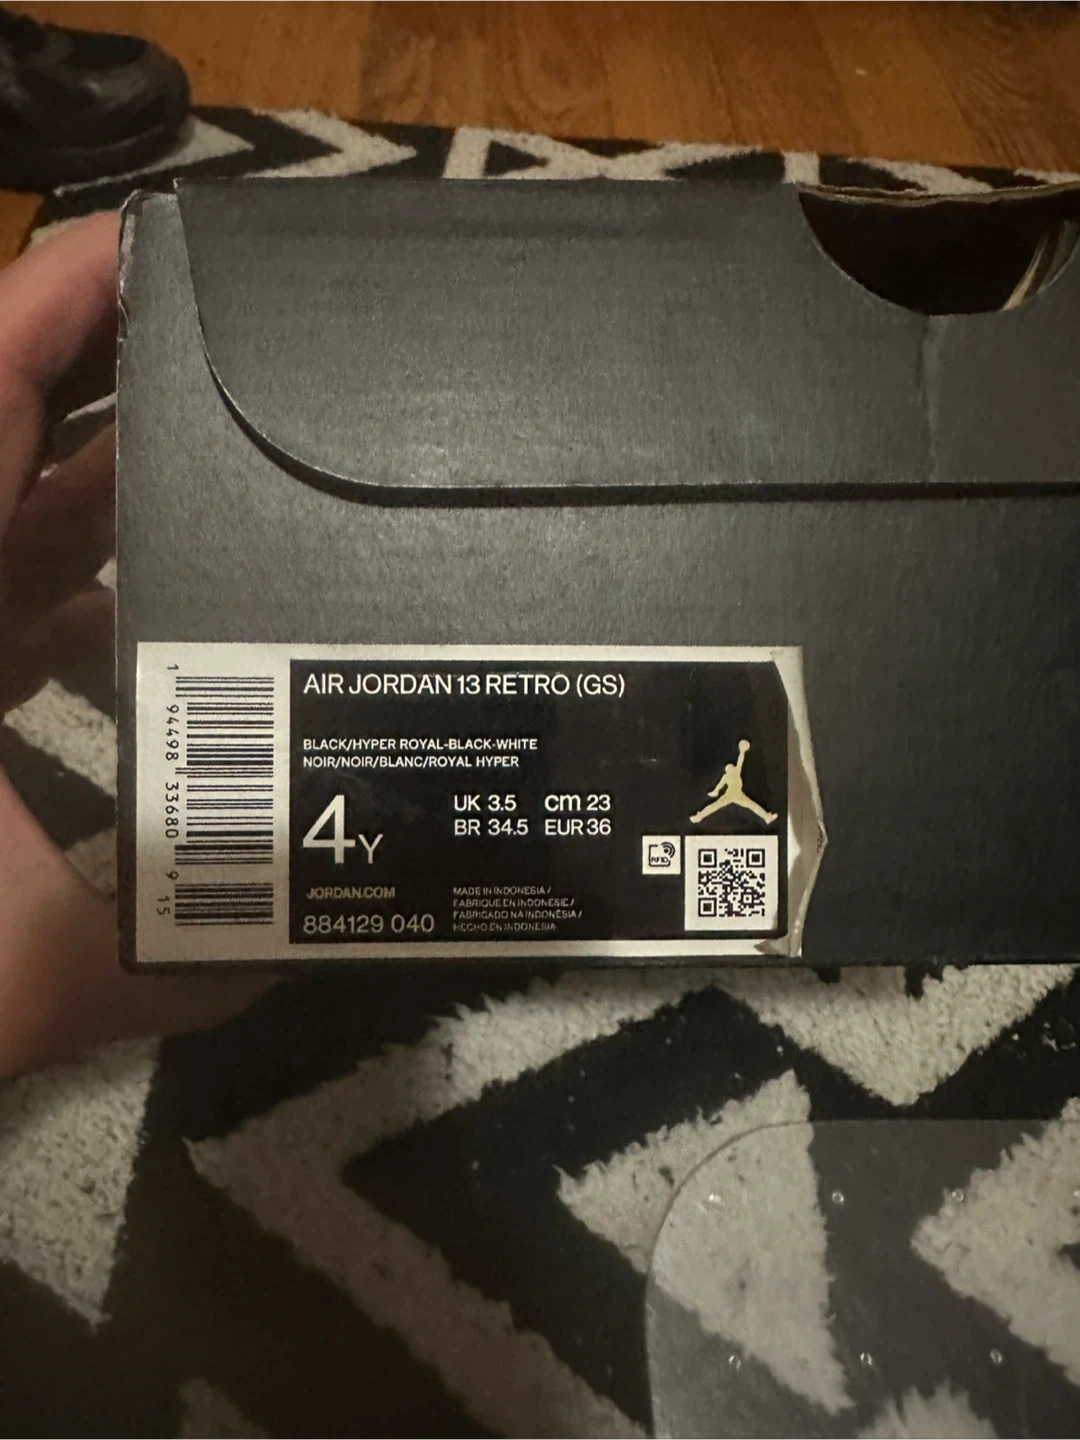 1 94498 33680 9 15
AIR JORDAN 13 RETRO (GS)
BLACK/HYPER ROYAL-BLACK-WHITE
NOIR/NOIR/BLANC/ROYAL HYPER
4Y
UK 3.5 cm 23
BR 34.5 EUR 36
RFID
JORDAN.COM
884129 040
MADE IN INDONESIA /
FABRIQUE EN INDONESIE /
FABRICADO NA INDONÉSIA /
HECHO EN INDONESIA